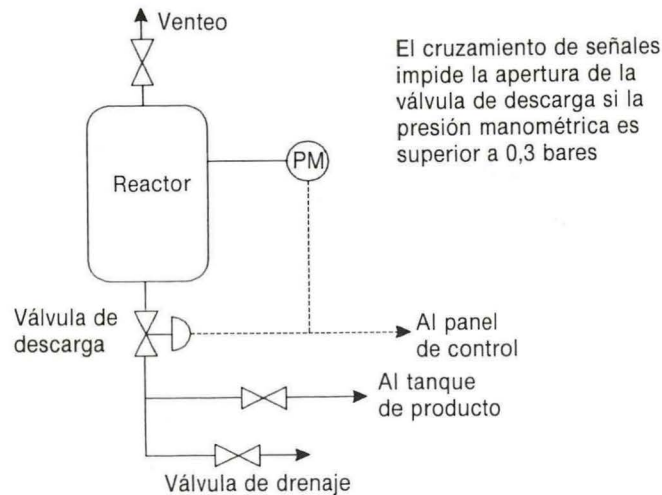 Venteo
El cruzamiento de señales
impide la apertura de la
válvula de descarga si la
presión manométrica es
superior a 0,3 bares
PM
Reactor
Válvula de
descarga
Al panel
de control
Al tanque
de producto
Válvula de drenaje